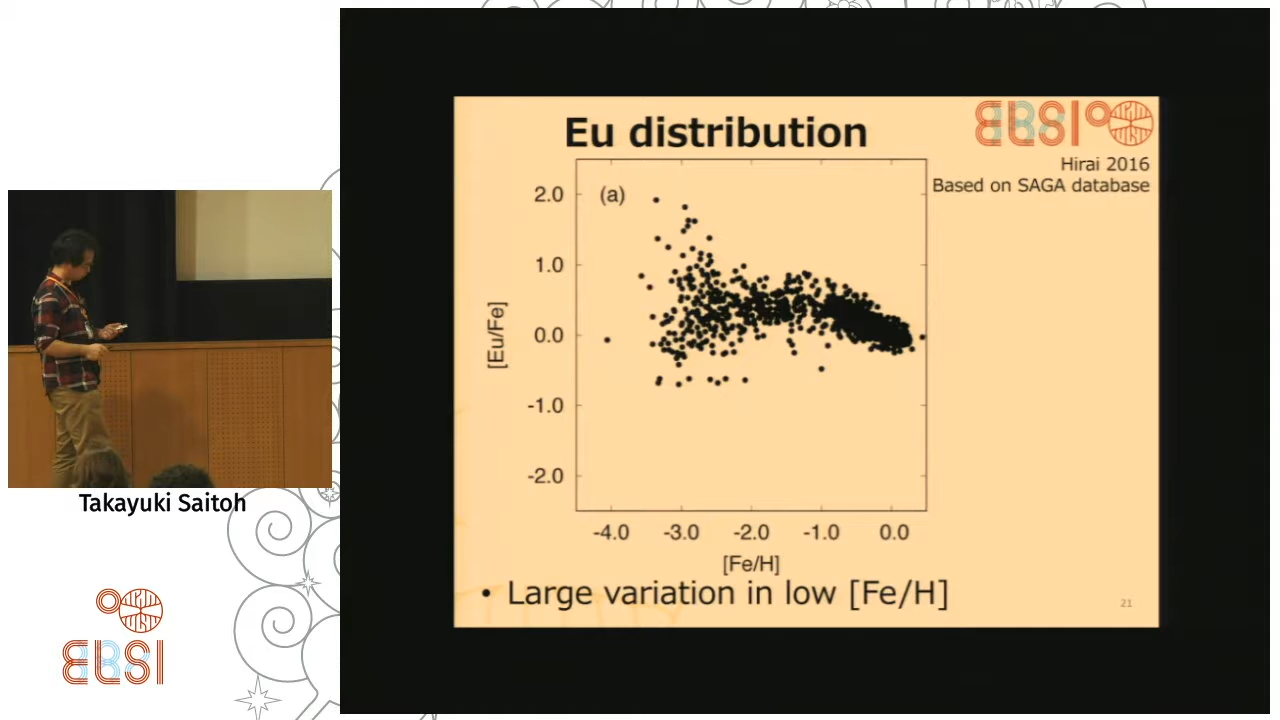 Eu distribution
ELSI
Hirai 2016
Based on SAGA database
(a)
2.0
1.0
0.0
-1.0
-2.0
[Eu/Fe]
-4.0 -3.0 -2.0 -1.0 0.0
[Fe/H]
• Large variation in low [Fe/H]
21
Takayuki Saitoh
ELSI